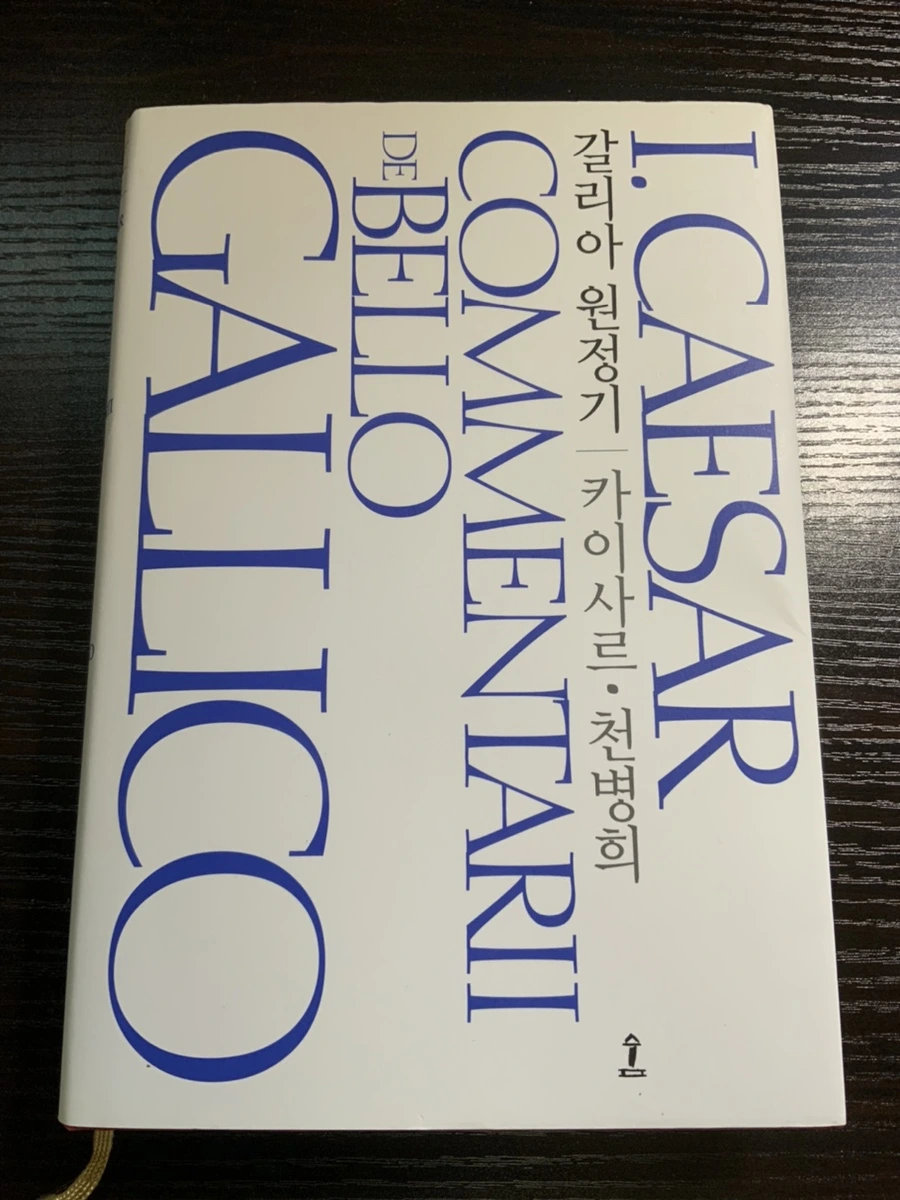 I. CAESAR
갈리아 원정기 | 카이사르·천병희
COMMENTARII
DE BELLO
GALLICO